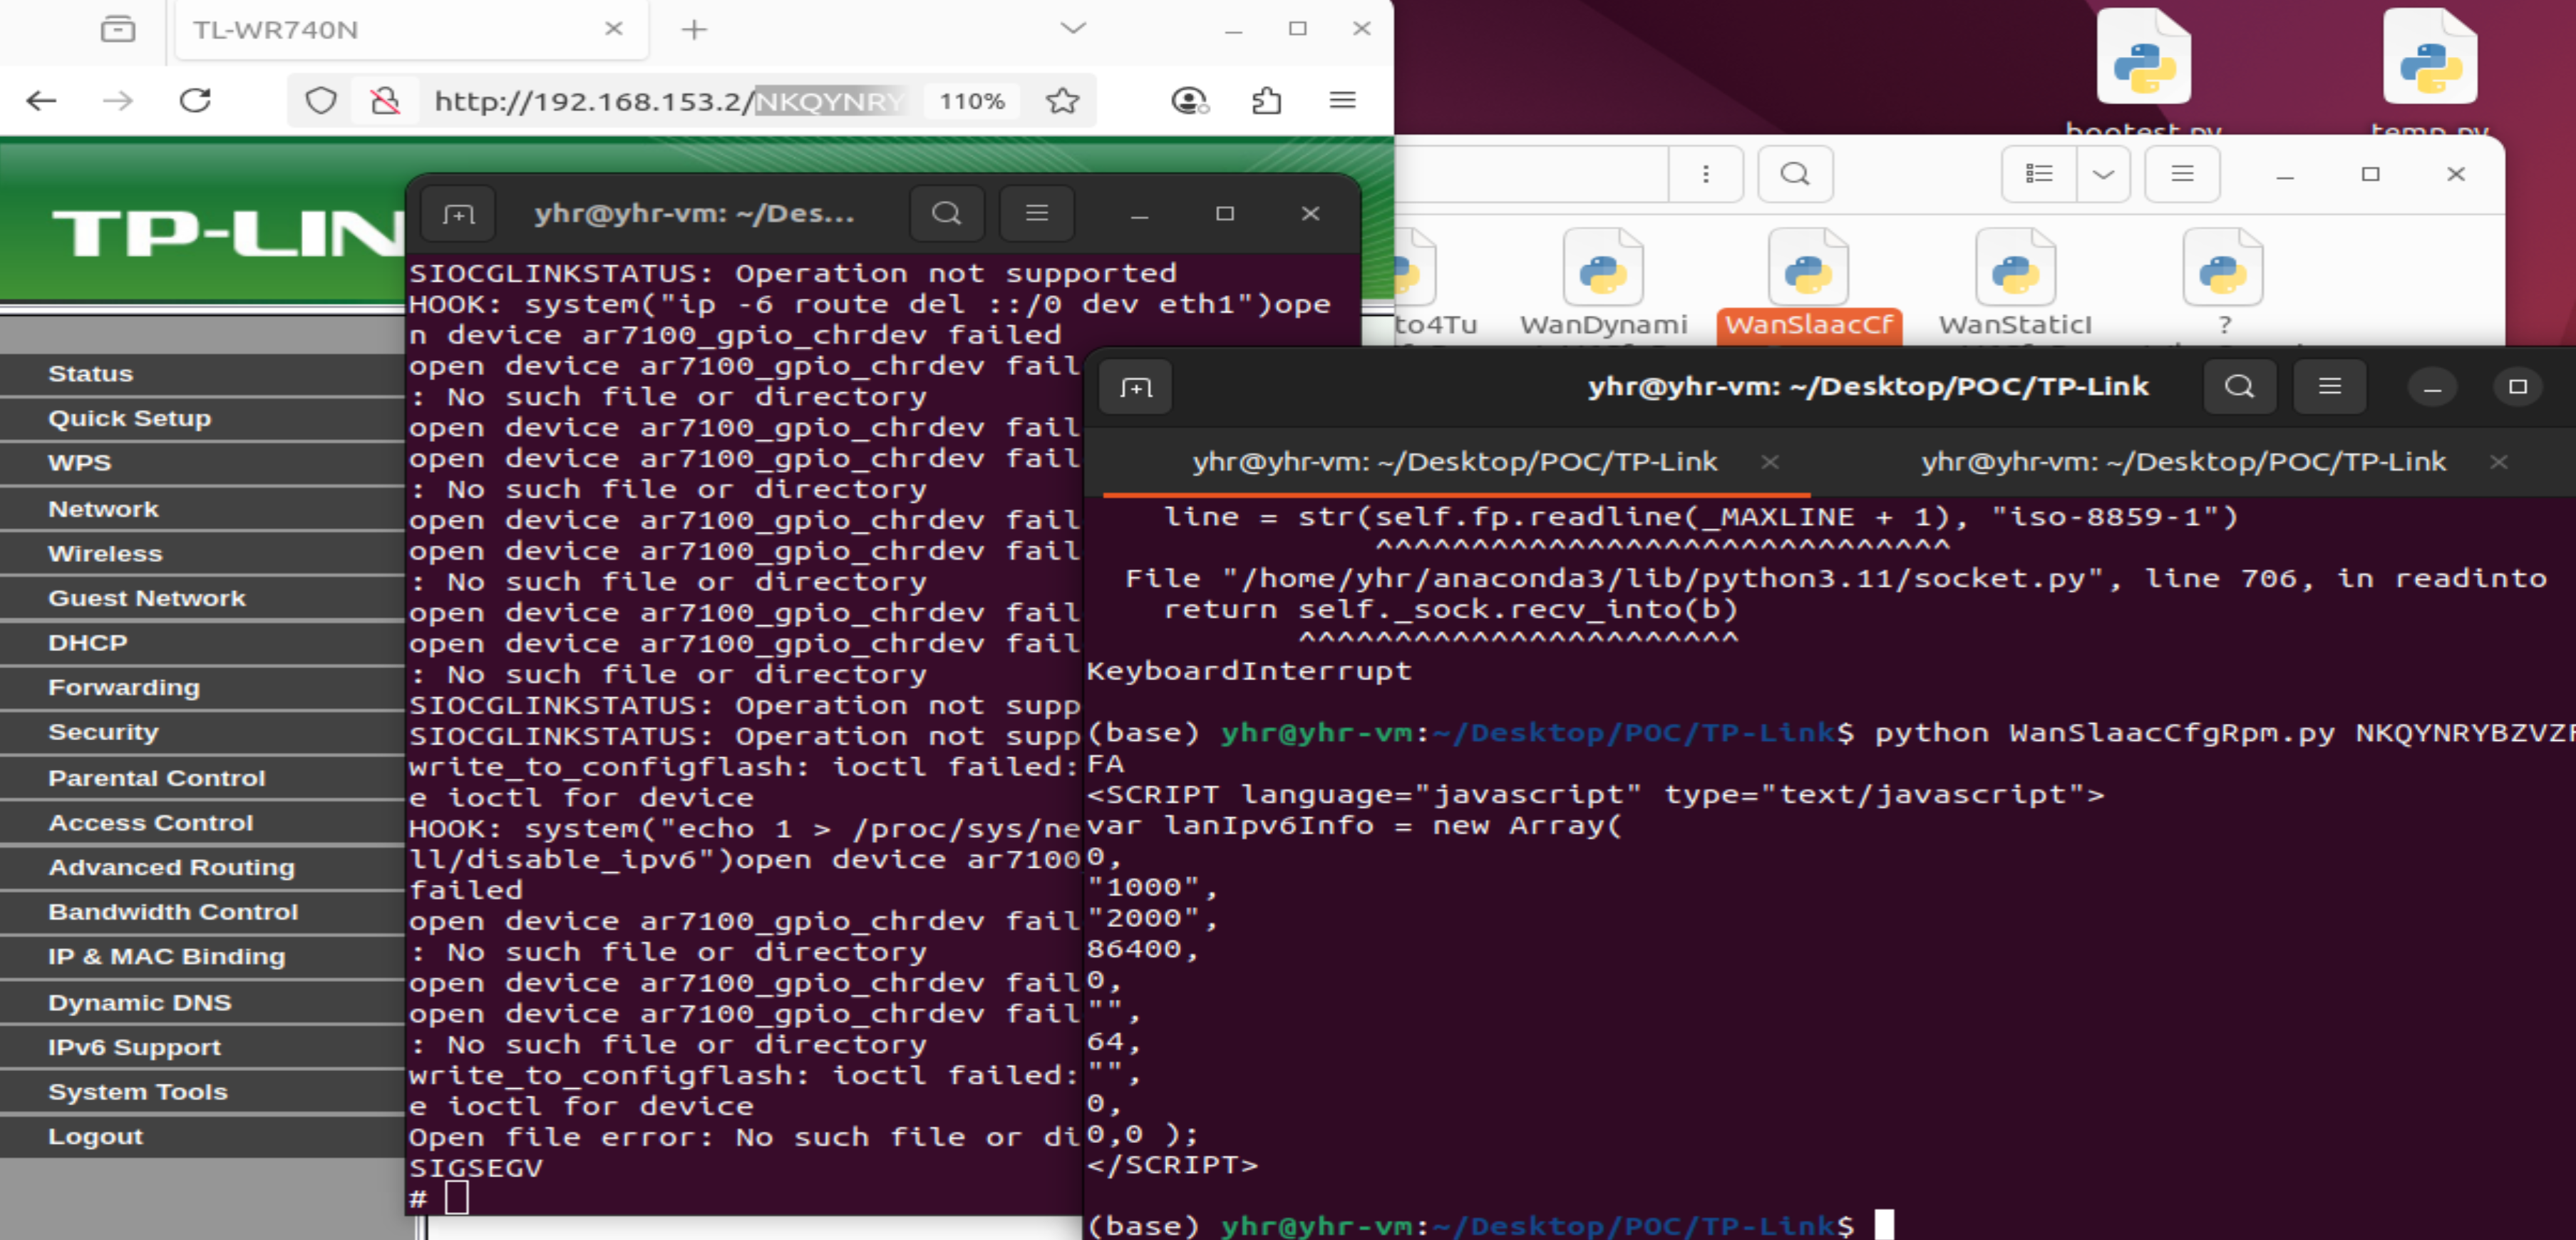 TL-WR740N
http://192.168.153.2/NKQYNRY
110%
TP-LIN
Status
Quick Setup
WPS
Network
Wireless
Guest Network
DHCP
Forwarding
Security
Parental Control
Access Control
Advanced Routing
Bandwidth Control
IP & MAC Binding
Dynamic DNS
IPv6 Support
System Tools
Logout
yhr@yhr-vm: ~/Des...
SIOCGLINKSTATUS: Operation not supported
HOOK: system("ip -6 route del ::/0 dev eth1")ope
n device ar7100_gpio_chrdev failed
open device ar7100_gpio_chrdev fail
: No such file or directory
open device ar7100_gpio_chrdev fail
open device ar7100_gpio_chrdev fail
: No such file or directory
open device ar7100_gpio_chrdev fail
open device ar7100_gpio_chrdev fail
: No such file or directory
open device ar7100_gpio_chrdev fail
open device ar7100_gpio_chrdev fail
: No such file or directory
SIOCGLINKSTATUS: Operation not supp
SIOCGLINKSTATUS: Operation not supp
write_to_configflash: ioctl failed:
e ioctl for device
HOOK: system("echo 1 > /proc/sys/ne
ll/disable_ipv6")open device ar7100
failed
open device ar7100_gpio_chrdev fail
: No such file or directory
open device ar7100_gpio_chrdev fail
open device ar7100_gpio_chrdev fail
: No such file or directory
write_to_configflash: ioctl failed:
e ioctl for device
Open file error: No such file or di
SIGSEGV
#
bootest.py
temp.py
to4Tu
WanDynami
WanSlaacCf
WanStaticI
?
yhr@yhr-vm: ~/Desktop/POC/TP-Link
yhr@yhr-vm: ~/Desktop/POC/TP-Link
yhr@yhr-vm: ~/Desktop/POC/TP-Link
line = str(self.fp.readline(_MAXLINE + 1), "iso-8859-1")
^^^^^^^^^^^^^^^^^^^^^^^^^^^^^^
File "/home/yhr/anaconda3/lib/python3.11/socket.py", line 706, in readinto
return self._sock.recv_into(b)
^^^^^^^^^^^^^^^^^^^^^^^
KeyboardInterrupt
(base) yhr@yhr-vm:~/Desktop/POC/TP-Link$ python WanSlaacCfgRpm.py NKQYNRYBZVZF
FA
<SCRIPT language="javascript" type="text/javascript">
var lanIpv6Info = new Array(
0,
"1000",
"2000",
86400,
0,
"",
64,
"",
0,
0,0 );
</SCRIPT>
(base) yhr@yhr-vm:~/Desktop/POC/TP-Link$